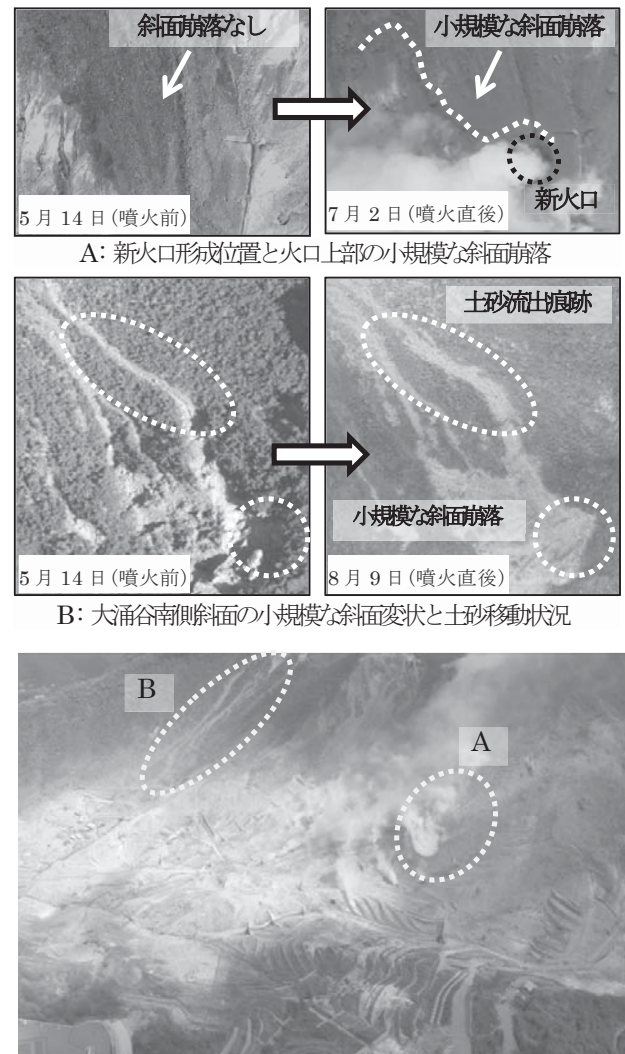 斜面崩落なし
小規模な斜面崩落
新火口
5月14日(噴火前)
7月2日(噴火直後)
A: 新火口形成位置と火口上部の小規模な斜面崩落
土砂流出痕跡
小規模な斜面崩落
5月14日(噴火前)
8月9日(噴火直後)
B: 大涌谷南側斜面の小規模な斜面変状と土砂移動状況
B
A